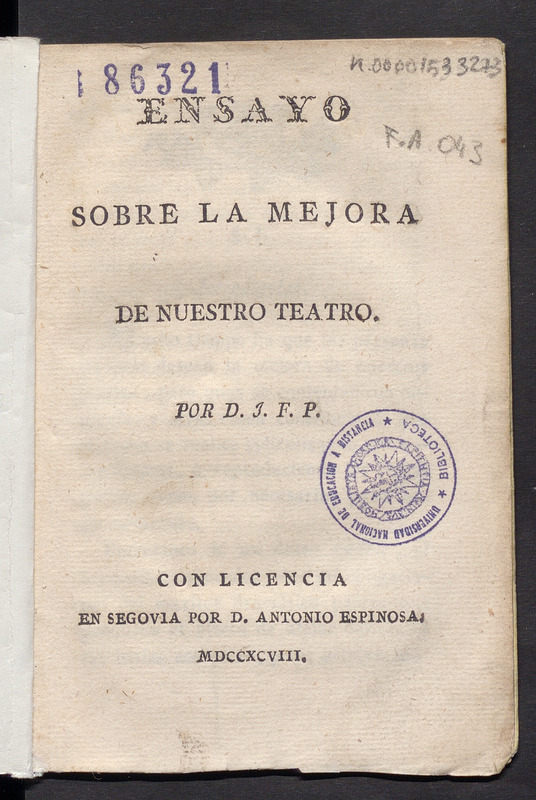 86321
N.00001533273
ENSAYO
F.A 043
SOBRE LA MEJORA
DE NUESTRO TEATRO.
POR D. J. F. P.
UNIVERSIDAD NACIONAL DE EDUCACION A DISTANCIA ★ BIBLIOTECA ★
CON LICENCIA
EN SEGOVIA POR D. ANTONIO ESPINOSA,
MDCCXCVIII.